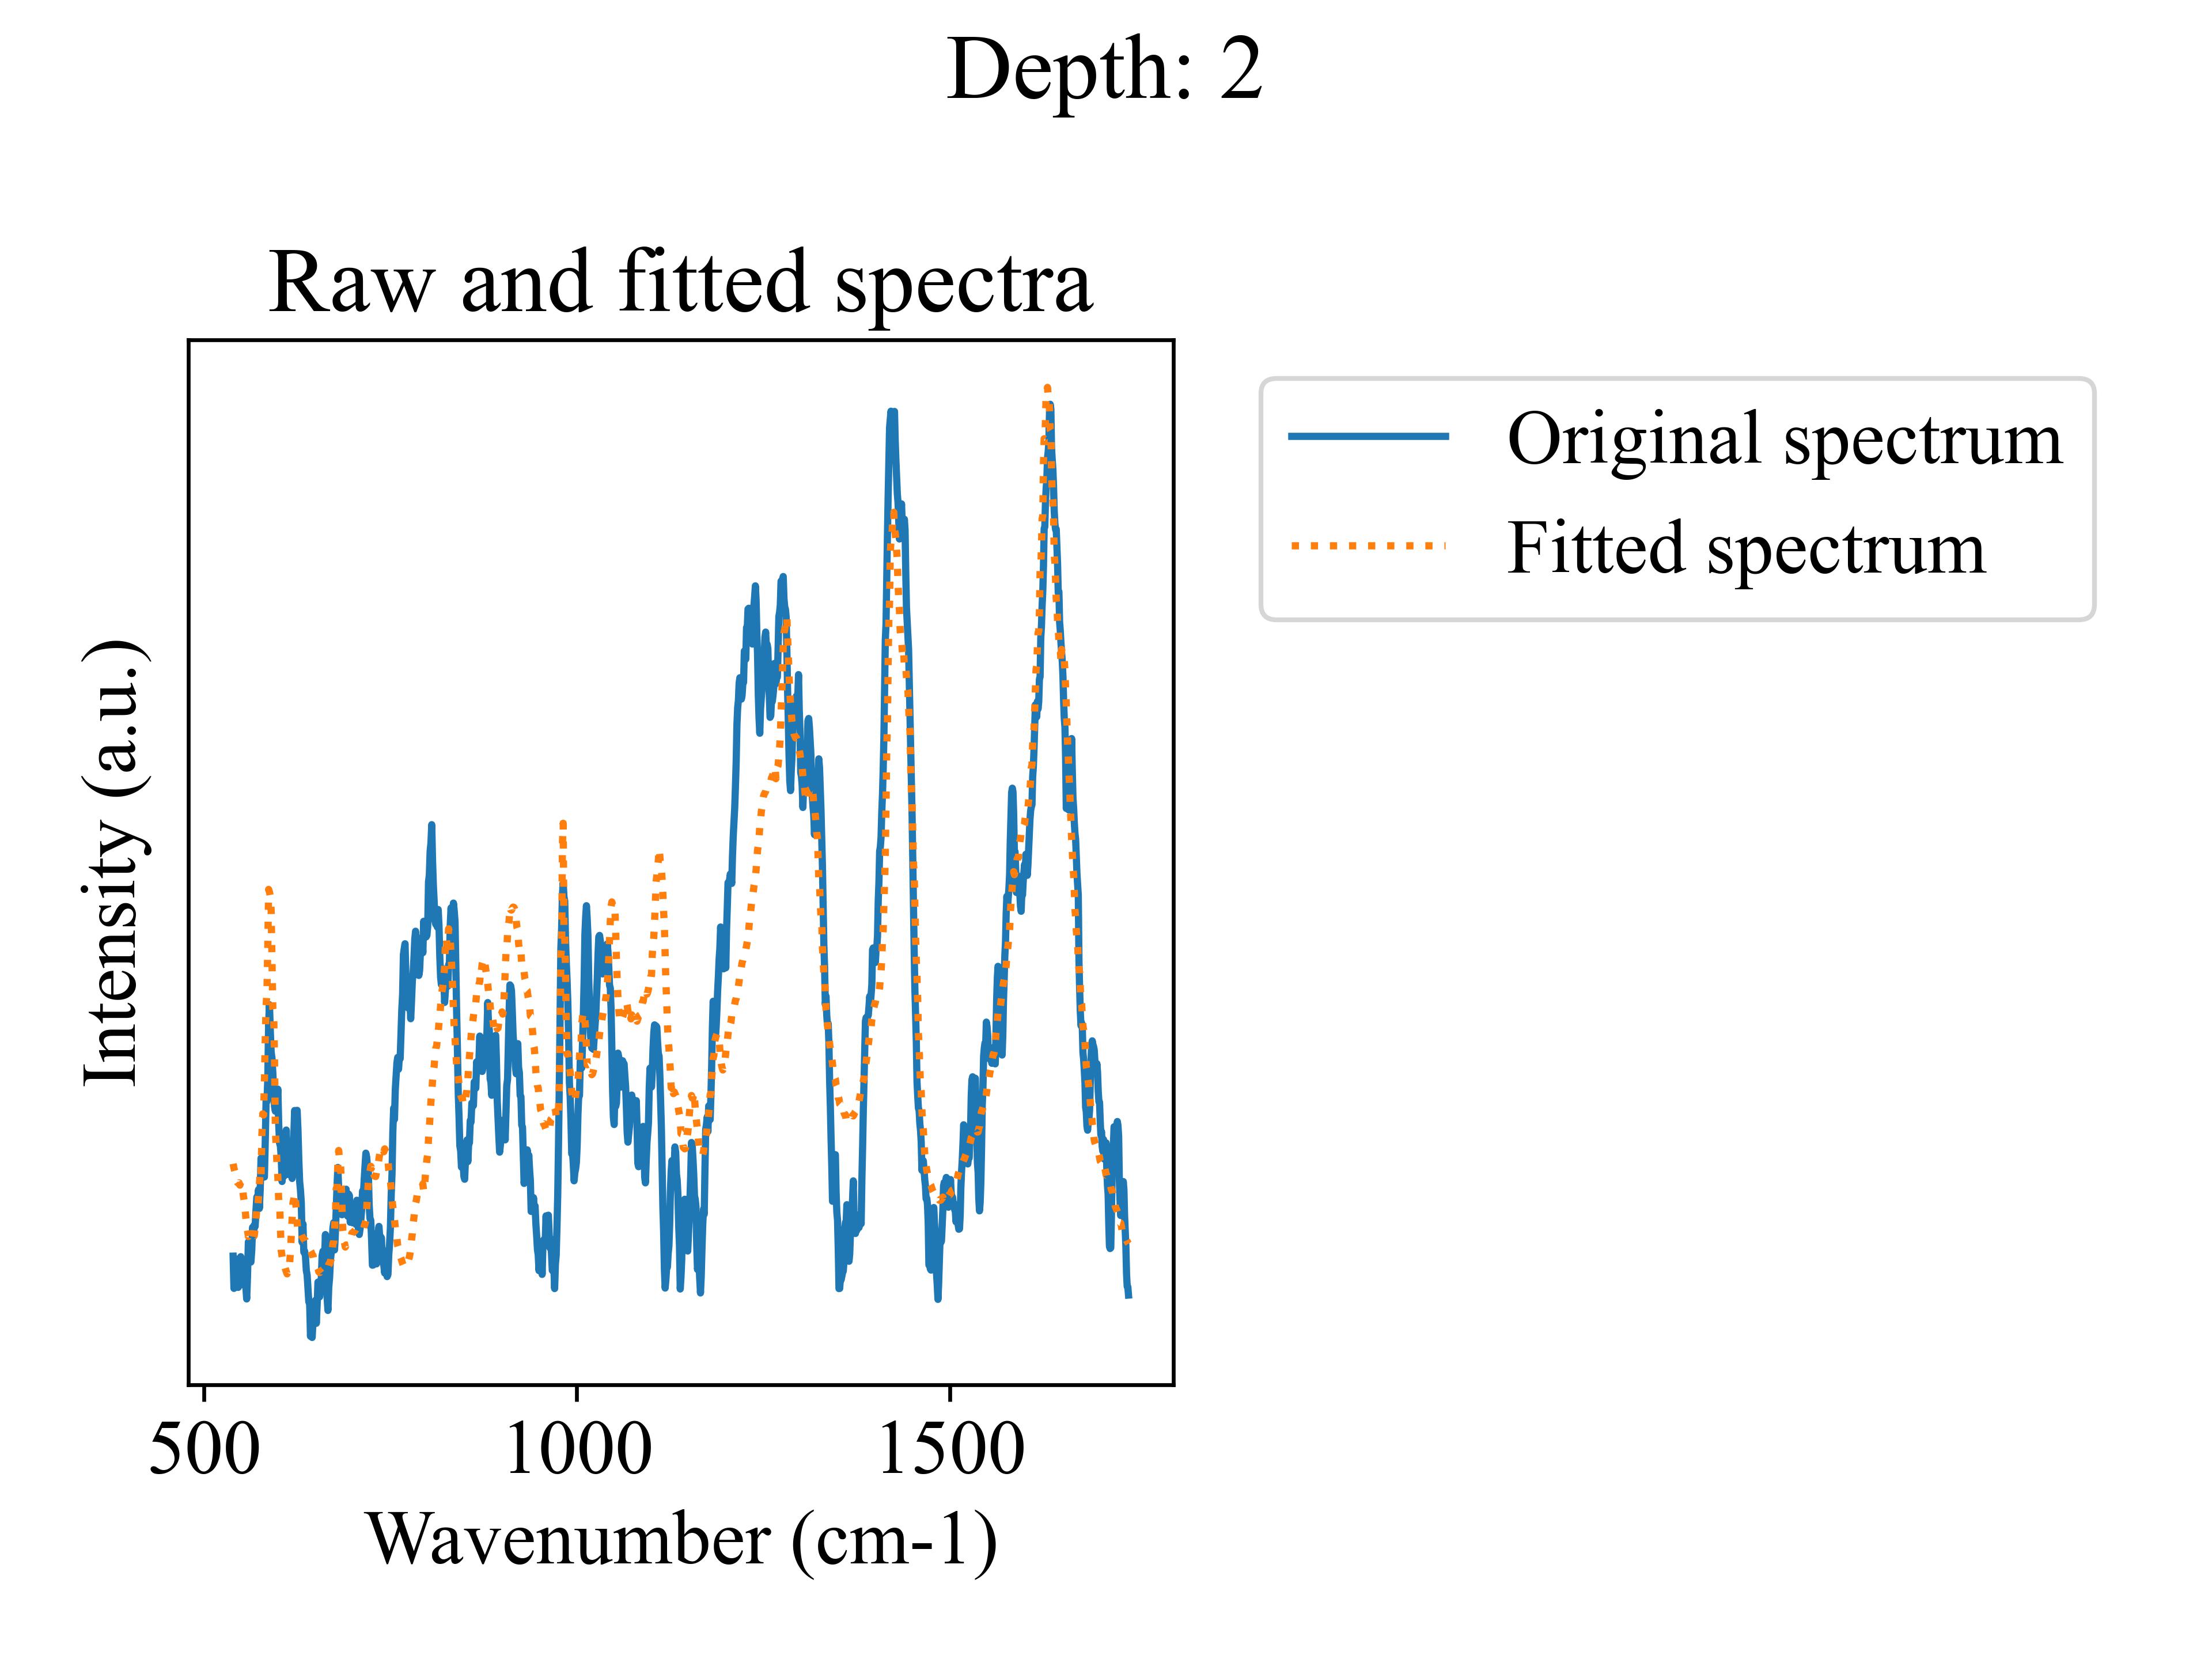 Depth: 2
Raw and fitted spectra
Original spectrum
Fitted spectrum
Intensity (a.u.)
500 1000 1500
Wavenumber (cm-1)